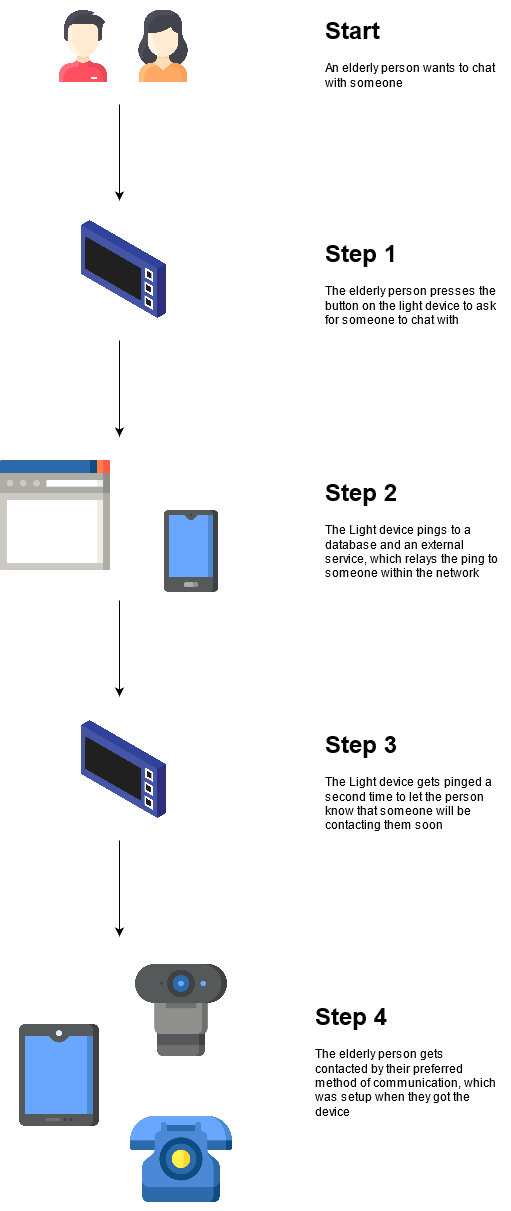 Start
An elderly person wants to chat
with someone
Step 1
The elderly person presses the
button on the light device to ask
for someone to chat with
Step 2
The Light device pings to a
database and an external
service, which relays the ping to
someone within the network
Step 3
The Light device gets pinged a
second time to let the person
know that someone will be
contacting them soon
Step 4
The elderly person gets
contacted by their preferred
method of communication, which
was setup when they got the
device